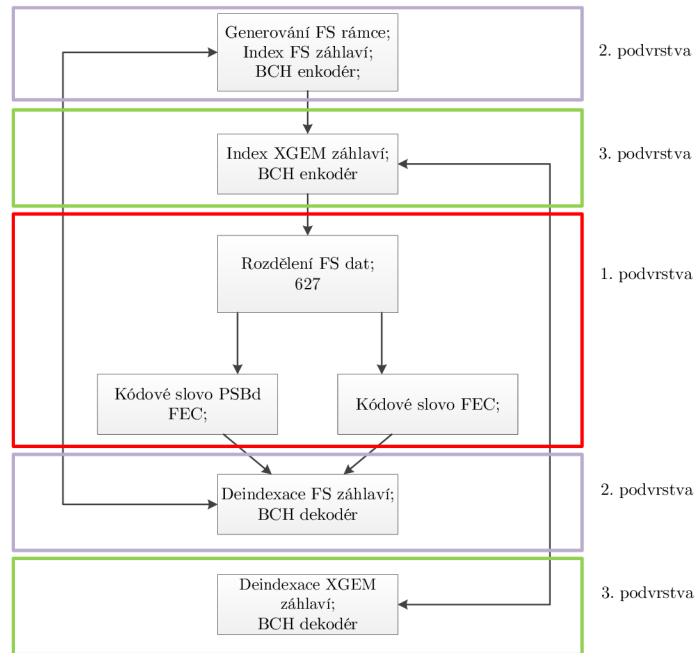 Generování FS rámce;
Index FS záhlaví;
BCH enkodér;
2. podvrstva
Index XGEM záhlaví;
BCH enkodér
3. podvrstva
Rozdělení FS dat;
627
1. podvrstva
Kódové slovo PSBd
FEC;
Kódové slovo FEC;
Deindexace FS záhlaví;
BCH dekodér
2. podvrstva
Deindexace XGEM
záhlaví;
BCH dekodér
3. podvrstva